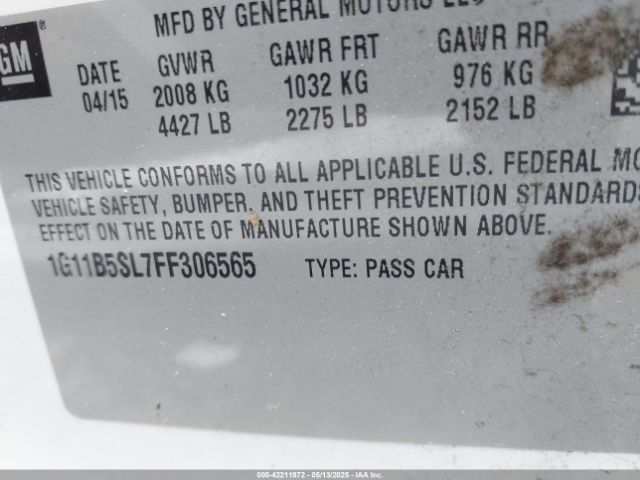 GM ®
MFD BY GENERAL MOTORS LLC
DATE GVWR GAWR FRT GAWR RR
04/15 2008 KG 1032 KG 976 KG
4427 LB 2275 LB 2152 LB
THIS VEHICLE CONFORMS TO ALL APPLICABLE U.S. FEDERAL MO
VEHICLE SAFETY, BUMPER, AND THEFT PREVENTION STANDARDS
EFFECT ON THE DATE OF MANUFACTURE SHOWN ABOVE.
1G11B5SL7FF306565 TYPE: PASS CAR
000-42211972 - 05/13/2025 - Copyright © IAA, Inc.